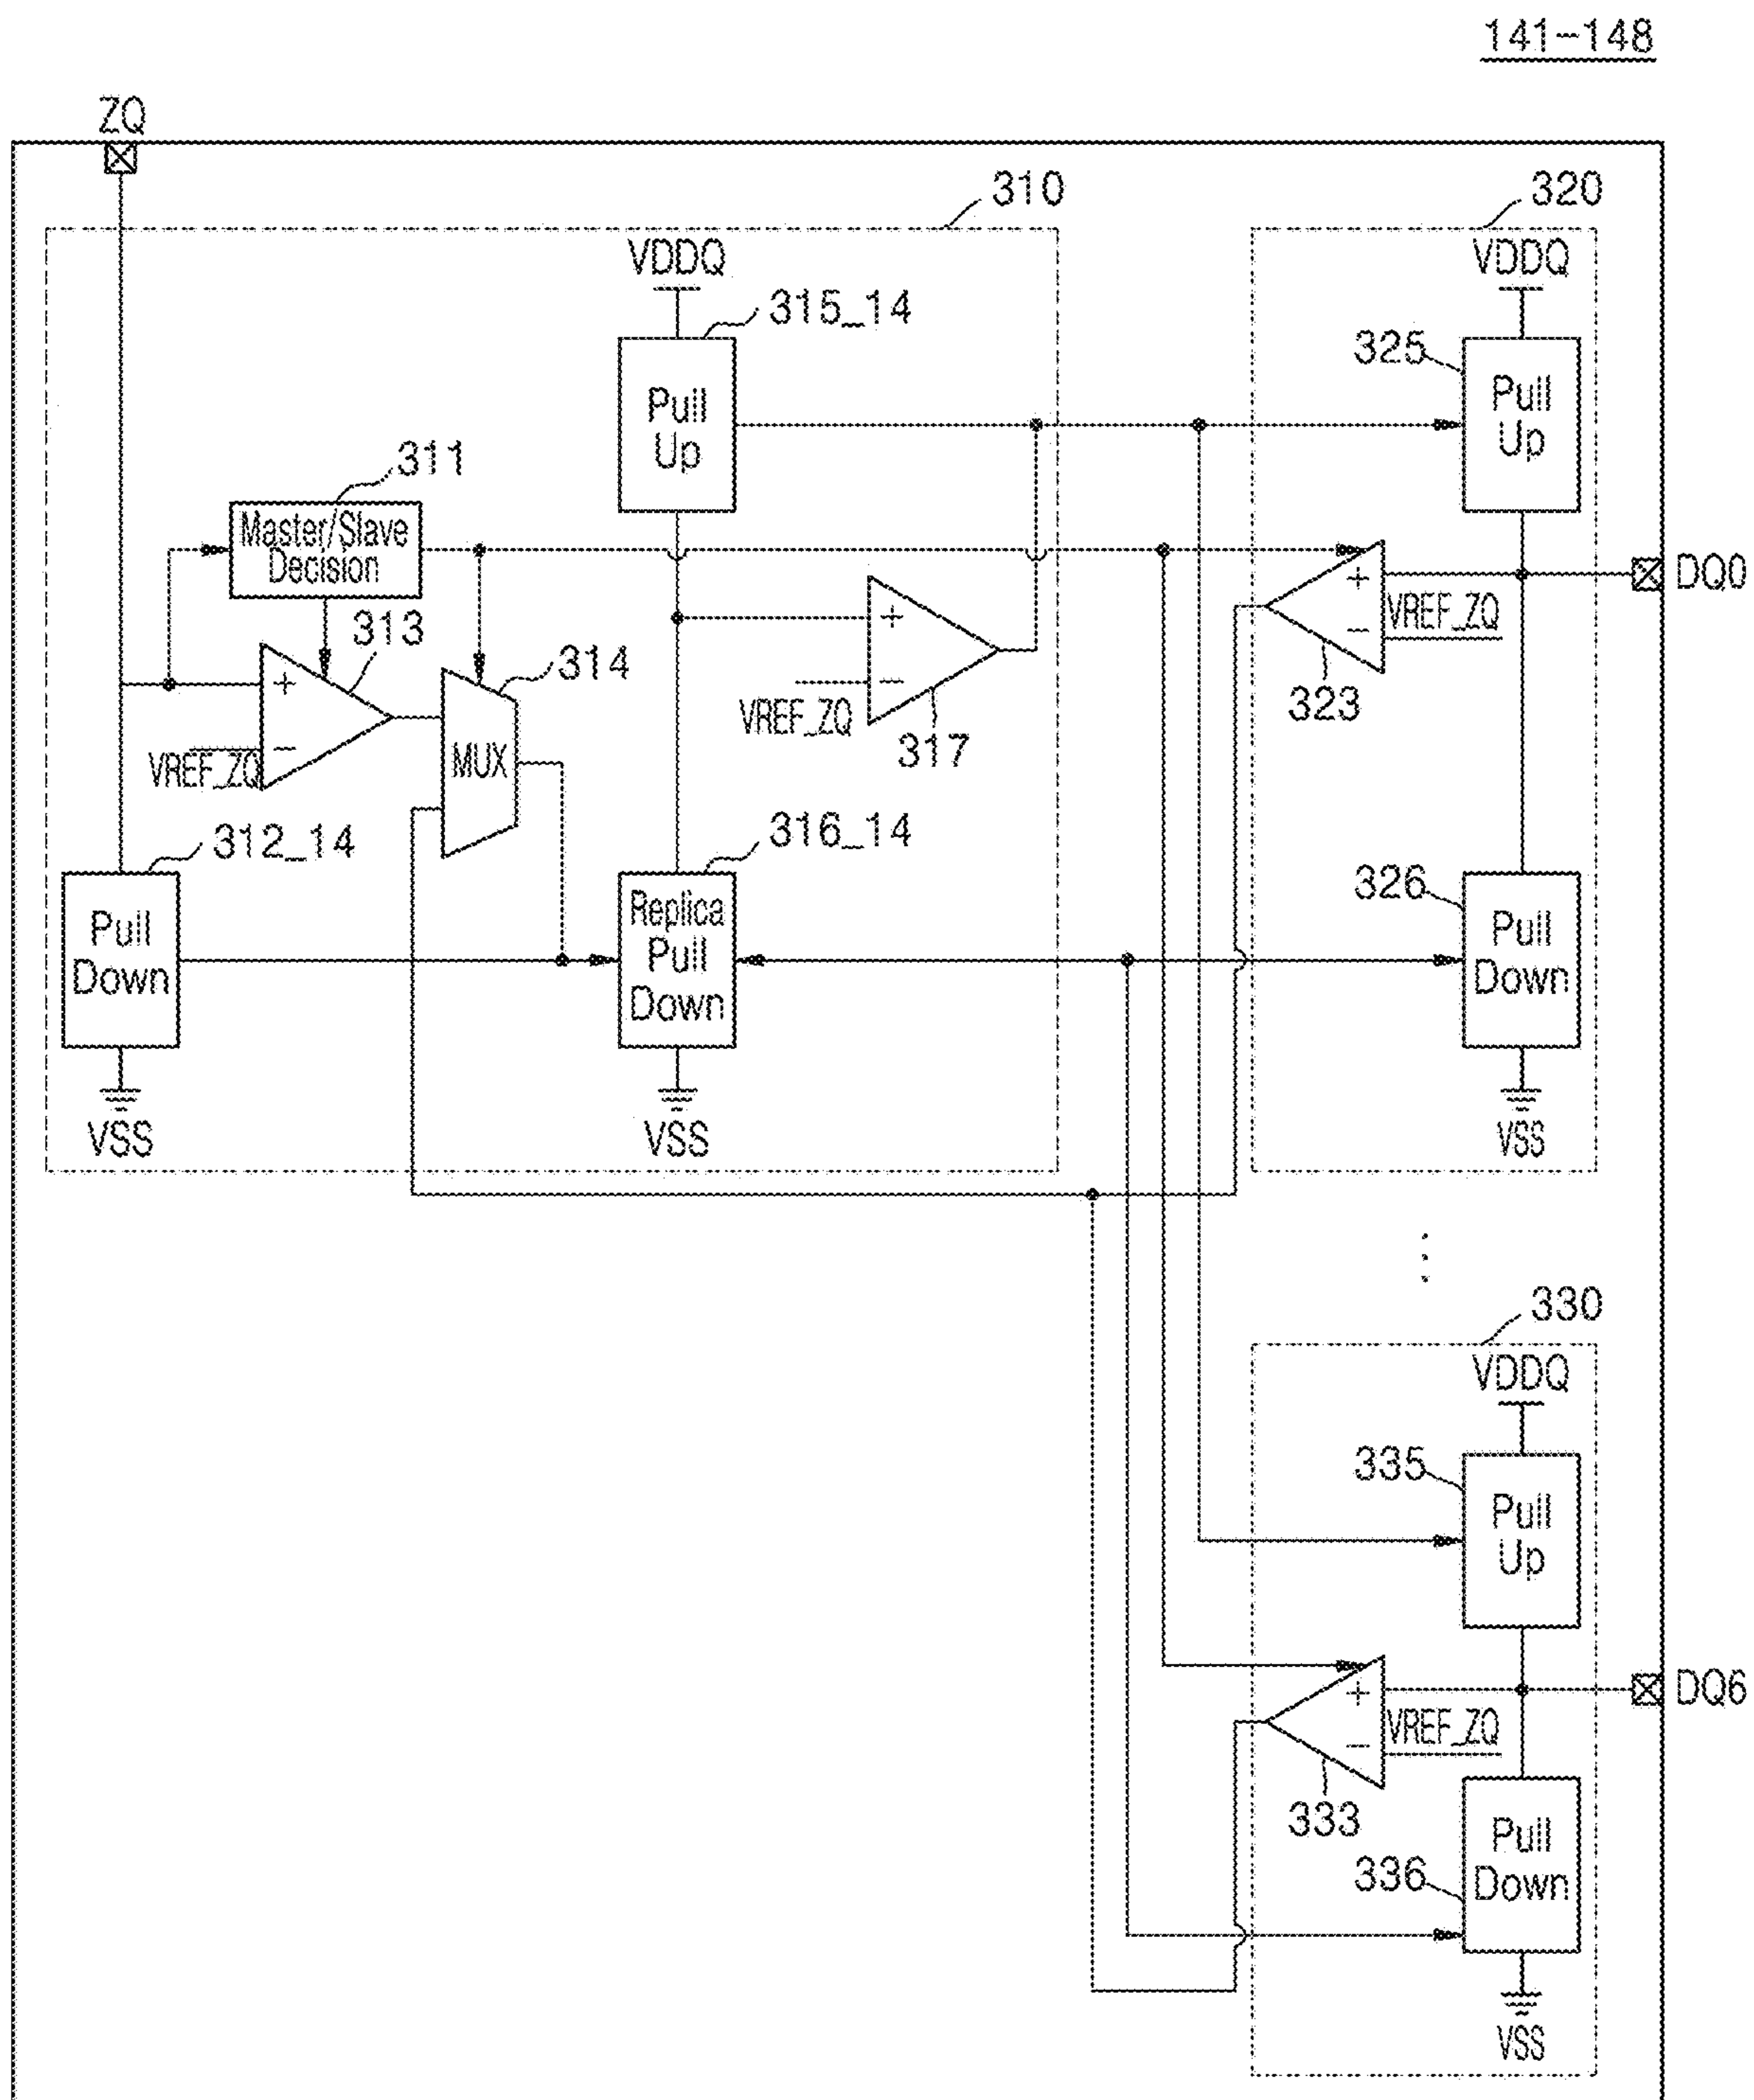 141-148
ZQ
310
320
VDDQ
VDDQ
315_14
325
Pull
Up
Pull
Up
311
Master/Slave
Decision
313
314
+
-
VREF_ZQ
MUX
+
-
VREF_ZQ
317
+
-
VREF_ZQ
323
DQ0
312_14
316_14
326
Pull
Down
Replica
Pull
Down
Pull
Down
VSS
VSS
VSS
330
VDDQ
335
Pull
Up
+
-
VREF_ZQ
333
DQ6
336
Pull
Down
VSS